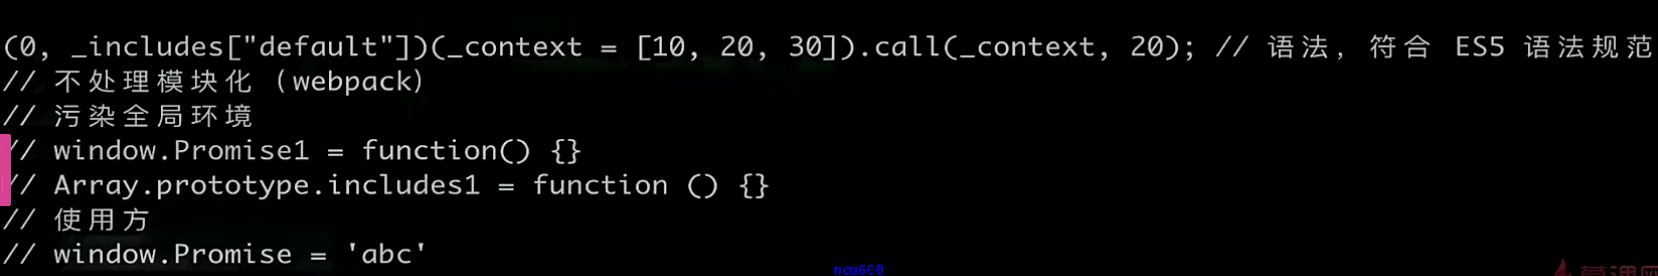 (0, _includes["default"])(_context = [10, 20, 30]).call(_context, 20); // 语法, 符合 ES5 语法规范
// 不处理模块化 (webpack)
// 污染全局环境
// window.Promise1 = function() {}
// Array.prototype.includes1 = function () {}
// 使用方
// window.Promise = 'abc'